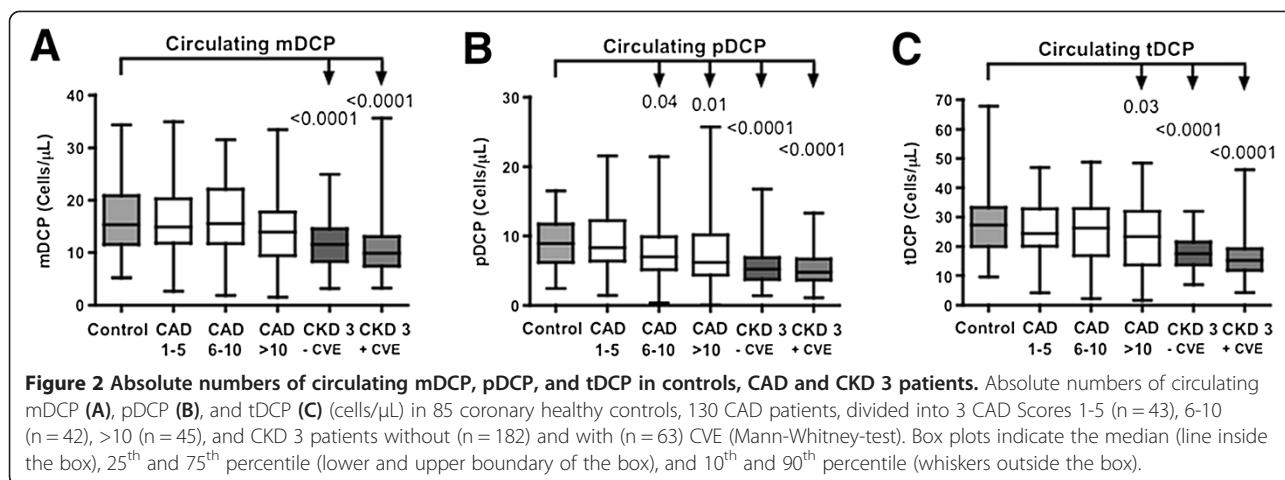 A
Circulating mDCP
<0.0001
<0.0001
mDCP (Cells/µL)
40
30
20
10
0
Control CAD CAD CAD CKD 3 CKD 3
1-5 6-10 >10 - CVE + CVE
B
Circulating pDCP
0.04 0.01
<0.0001
<0.0001
pDCP (Cells/µL)
30
20
10
0
Control CAD CAD CAD CKD 3 CKD 3
1-5 6-10 >10 - CVE + CVE
C
Circulating tDCP
0.03
<0.0001
<0.0001
tDCP (Cells/µL)
70
60
50
40
30
20
10
0
Control CAD CAD CAD CKD 3 CKD 3
1-5 6-10 >10 - CVE + CVE
Figure 2 Absolute numbers of circulating mDCP, pDCP, and tDCP in controls, CAD and CKD 3 patients. Absolute numbers of circulating
mDCP (A), pDCP (B), and tDCP (C) (cells/µL) in 85 coronary healthy controls, 130 CAD patients, divided into 3 CAD Scores 1-5 (n = 43), 6-10
(n = 42), >10 (n = 45), and CKD 3 patients without (n = 182) and with (n = 63) CVE (Mann-Whitney-test). Box plots indicate the median (line inside
the box), 25th and 75th percentile (lower and upper boundary of the box), and 10th and 90th percentile (whiskers outside the box).